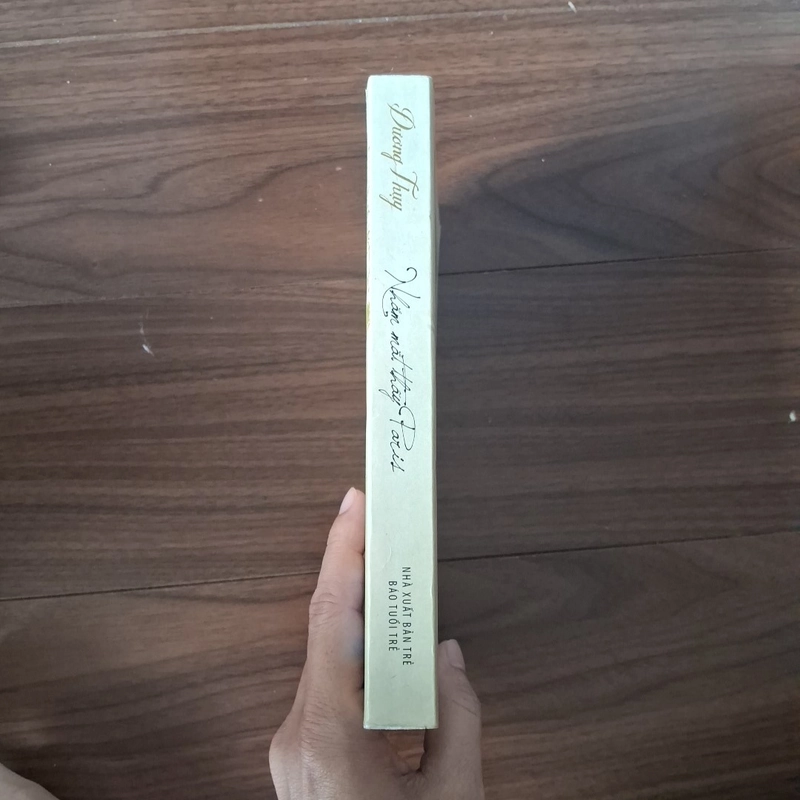 Dương Thụy
Nhắm mắt thấy Paris
NHÀ XUẤT BẢN TRẺ
BÁO TUỔI TRẺ